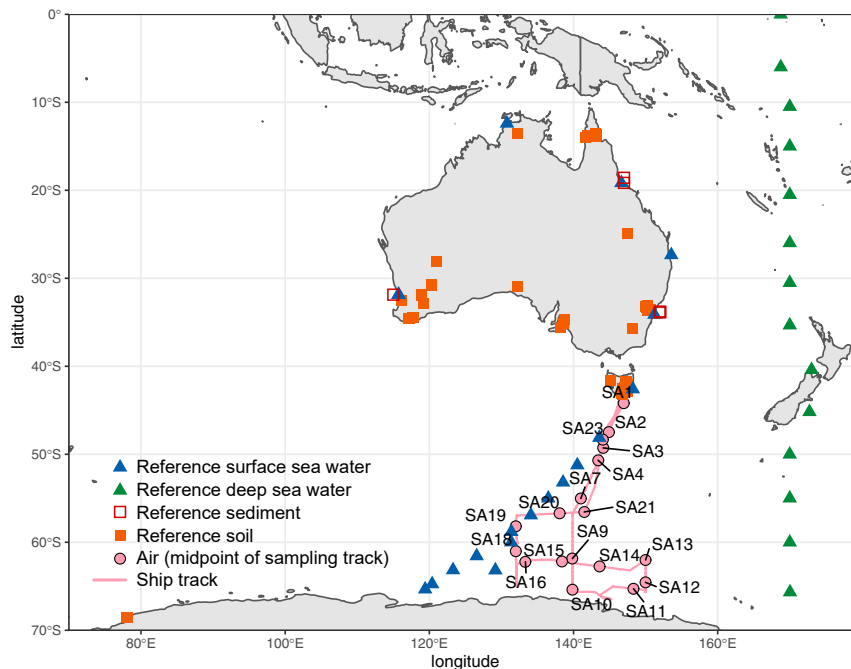 0°
10°S
20°S
30°S
40°S
50°S
60°S
70°S
latitude
SA1
SA2
SA23
SA3
SA4
SA7
SA20
SA21
SA19
SA18
SA15
SA9
SA14
SA13
SA16
SA12
SA10
SA11
Reference surface sea water
Reference deep sea water
Reference sediment
Reference soil
Air (midpoint of sampling track)
Ship track
80°E
100°E
120°E
140°E
160°E
longitude